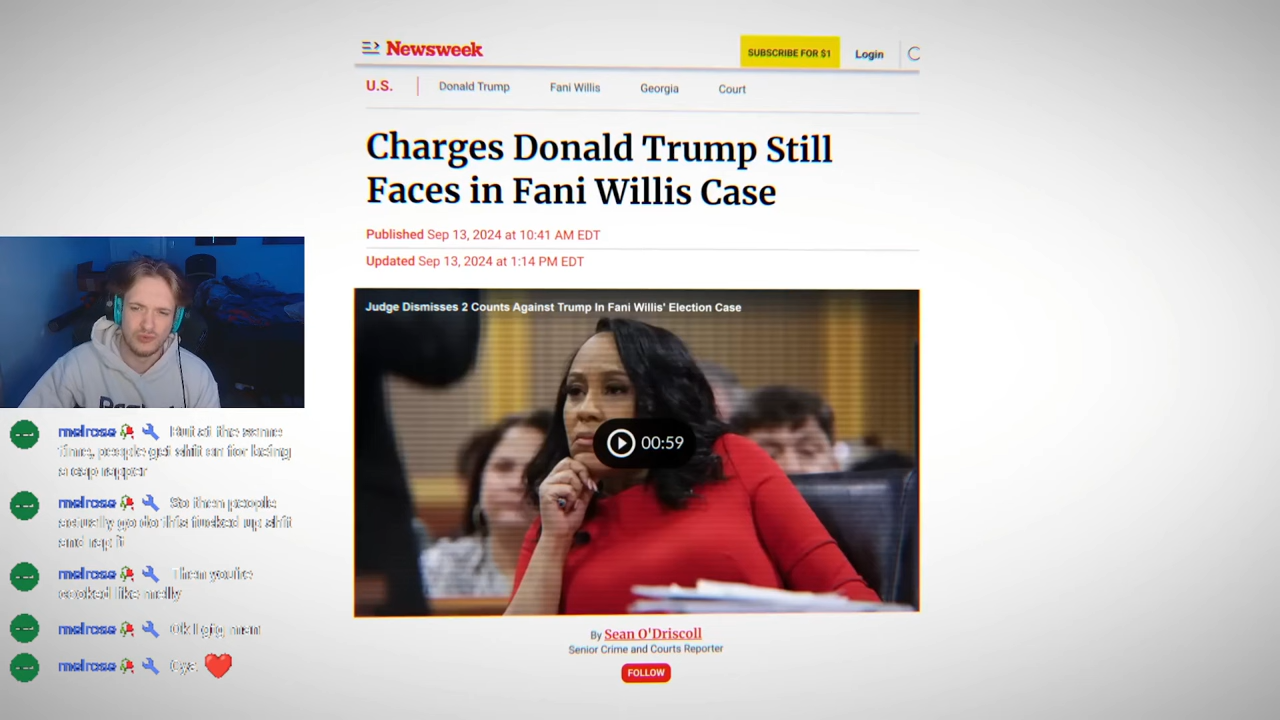 Newsweek
SUBSCRIBE FOR $1
Login
U.S.
Donald Trump
Fani Willis
Georgia
Court
Charges Donald Trump Still
Faces in Fani Willis Case
Published Sep 13, 2024 at 10:41 AM EDT
Updated Sep 13, 2024 at 1:14 PM EDT
Judge Dismisses 2 Counts Against Trump In Fani Willis' Election Case
00:59
By Sean O'Driscoll
Senior Crime and Courts Reporter
FOLLOW
melrose But at the same
time, people get shit on for being
a cap rapper
melrose So then people
actually go do this fucked up shit
and rap it
melrose Then you're
cooked like melly
melrose Ok I gtg man
melrose Cya